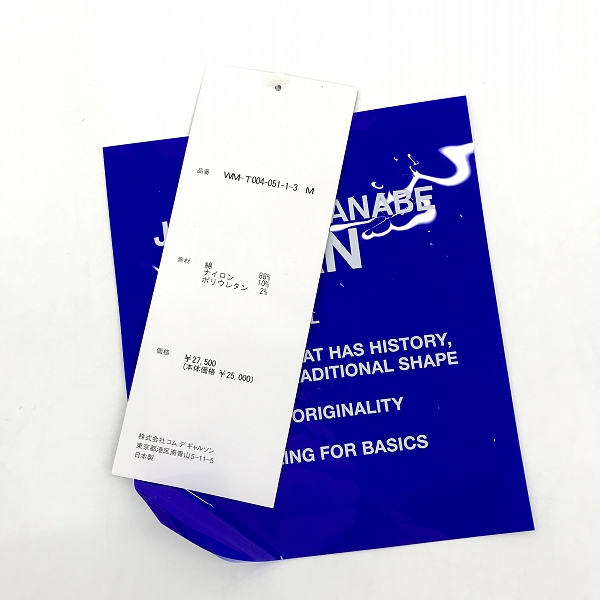 品番 WM-T004-051-1-3 M
素材 綿 88%
ナイロン 10%
ポリウレタン 2%
価格 ¥27,500
(本体価格 ¥25,000)
株式会社コム デ ギャルソン
東京都港区南青山5-11-5
日本製
J ANABE
N
L
AT HAS HISTORY,
ADITIONAL SHAPE
ORIGINALITY
ING FOR BASICS